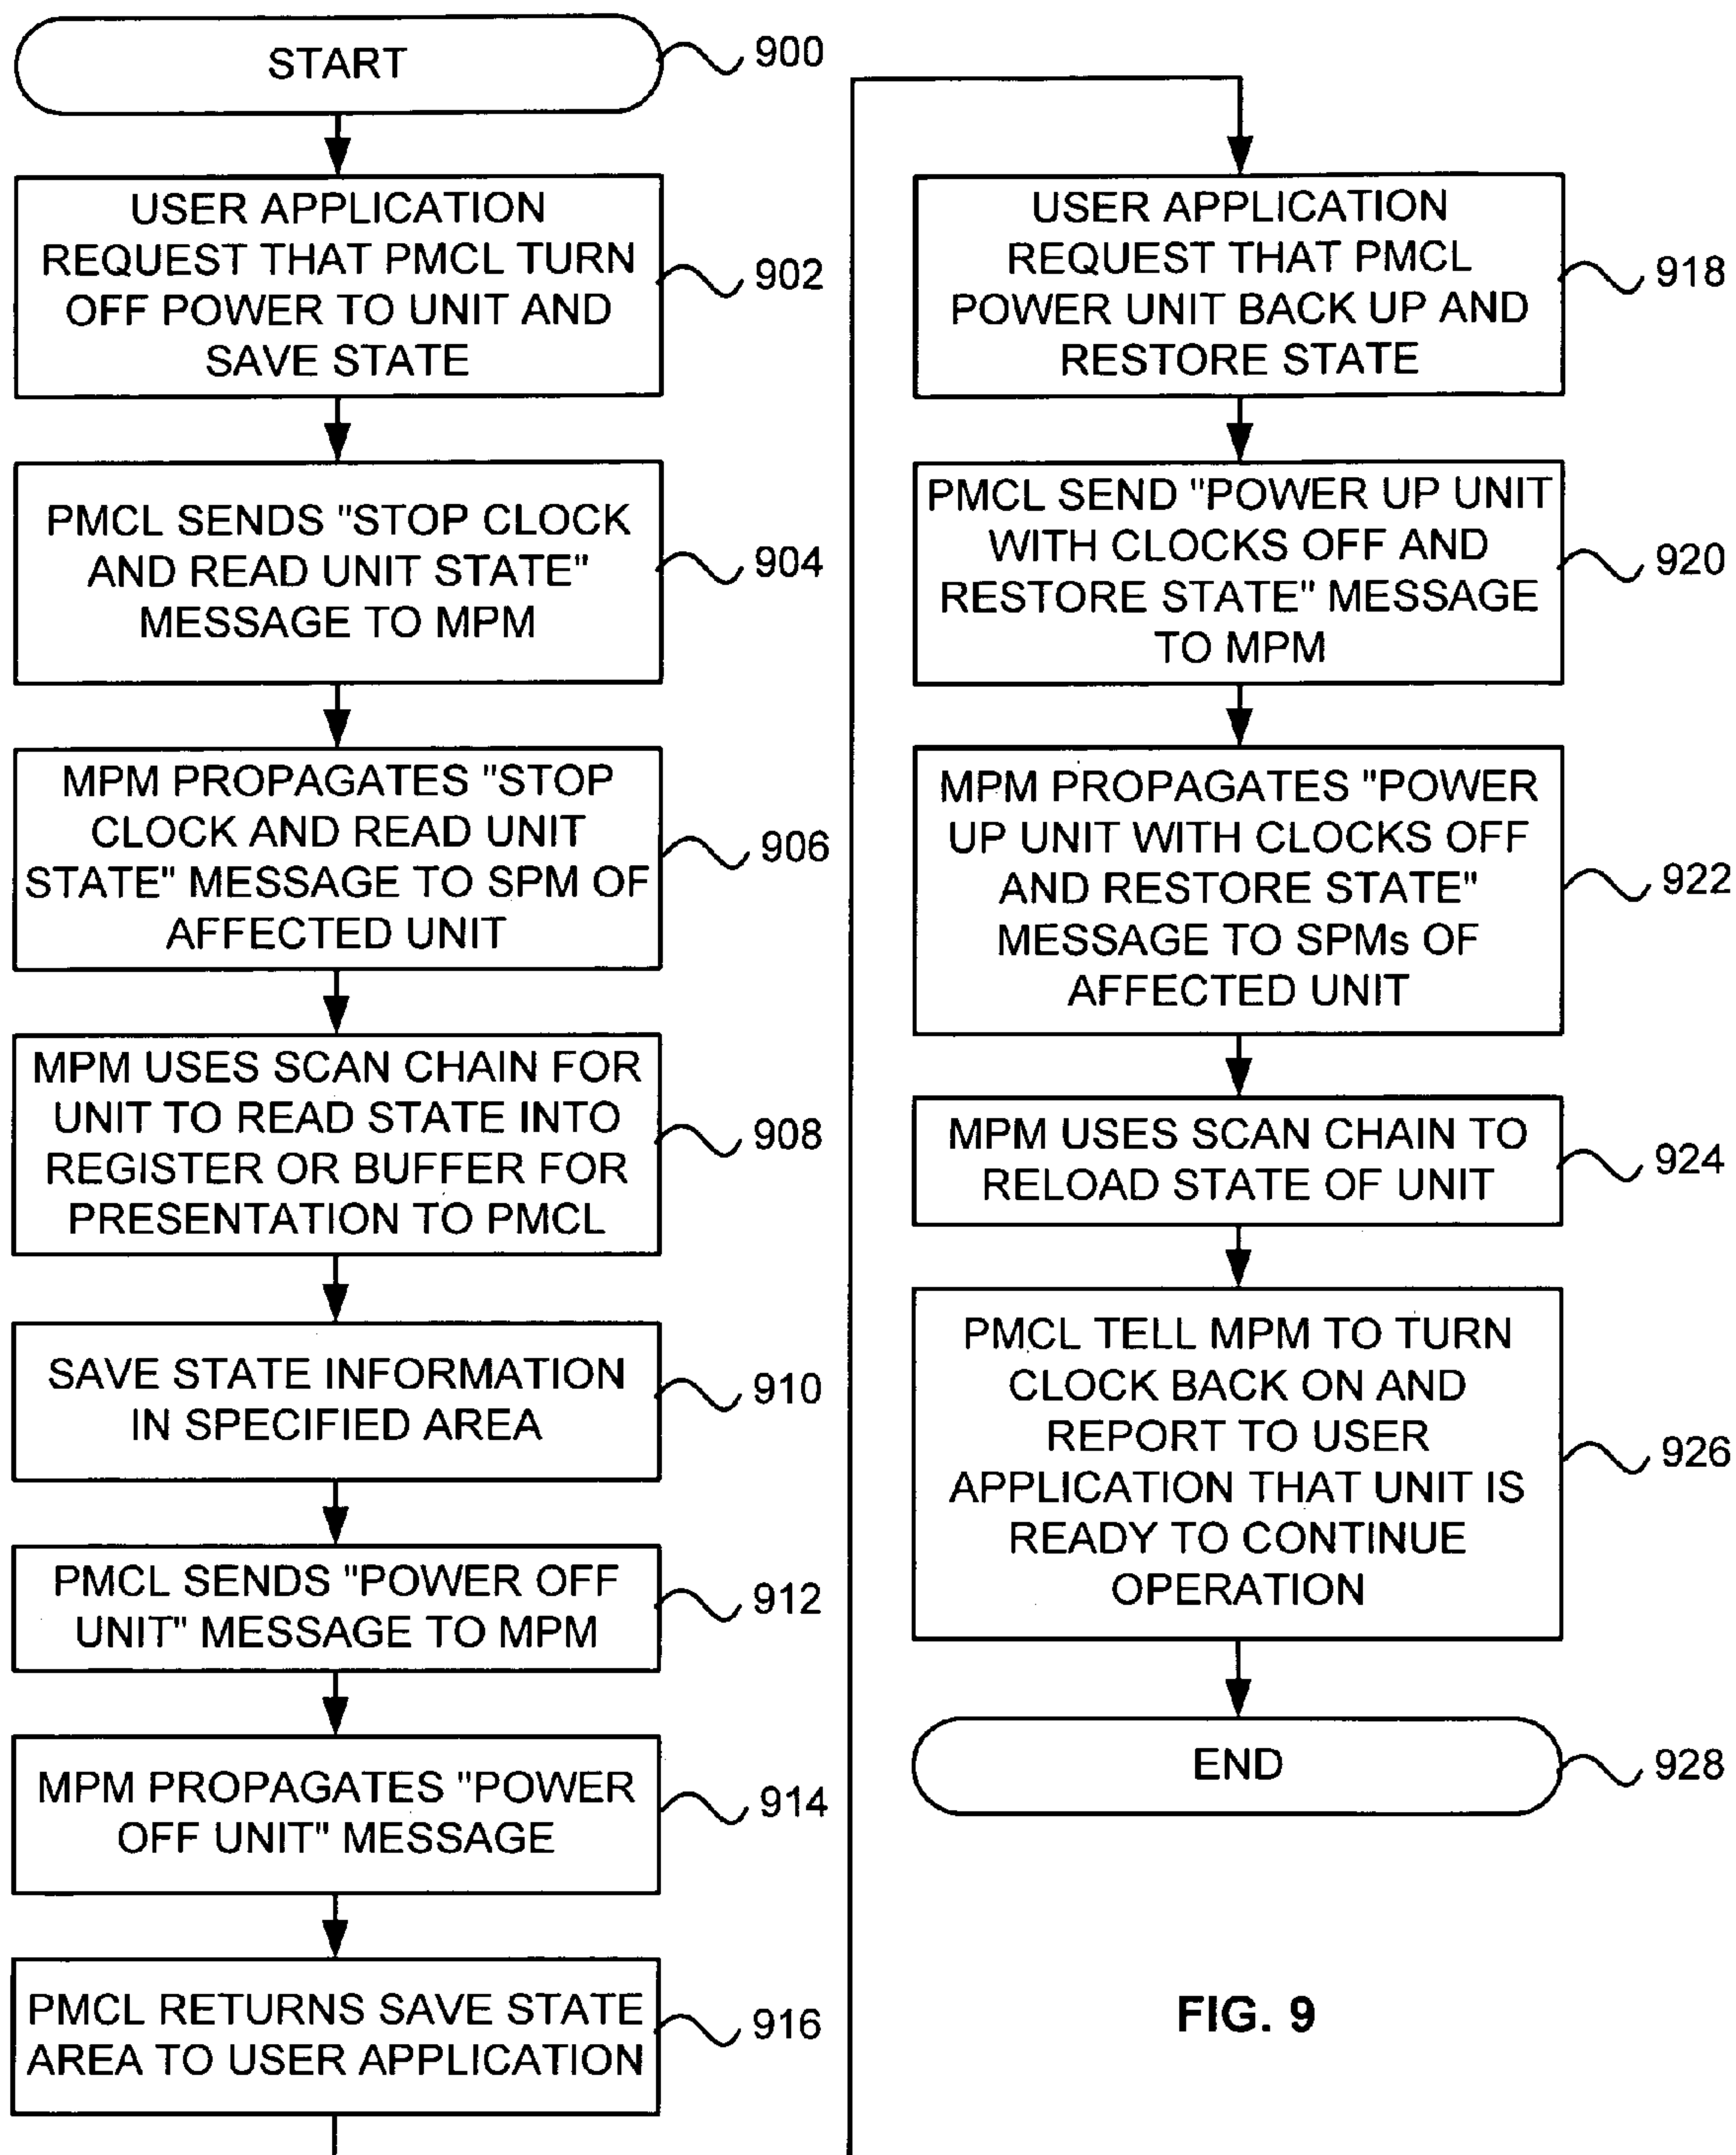 START
900
USER APPLICATION
REQUEST THAT PMCL TURN
OFF POWER TO UNIT AND
SAVE STATE
902
PMCL SENDS "STOP CLOCK
AND READ UNIT STATE"
MESSAGE TO MPM
904
MPM PROPAGATES "STOP
CLOCK AND READ UNIT
STATE" MESSAGE TO SPM OF
AFFECTED UNIT
906
MPM USES SCAN CHAIN FOR
UNIT TO READ STATE INTO
REGISTER OR BUFFER FOR
PRESENTATION TO PMCL
908
SAVE STATE INFORMATION
IN SPECIFIED AREA
910
PMCL SENDS "POWER OFF
UNIT" MESSAGE TO MPM
912
MPM PROPAGATES "POWER
OFF UNIT" MESSAGE
914
PMCL RETURNS SAVE STATE
AREA TO USER APPLICATION
916
USER APPLICATION
REQUEST THAT PMCL
POWER UNIT BACK UP AND
RESTORE STATE
918
PMCL SEND "POWER UP UNIT
WITH CLOCKS OFF AND
RESTORE STATE" MESSAGE
TO MPM
920
MPM PROPAGATES "POWER
UP UNIT WITH CLOCKS OFF
AND RESTORE STATE"
MESSAGE TO SPMs OF
AFFECTED UNIT
922
MPM USES SCAN CHAIN TO
RELOAD STATE OF UNIT
924
PMCL TELL MPM TO TURN
CLOCK BACK ON AND
REPORT TO USER
APPLICATION THAT UNIT IS
READY TO CONTINUE
OPERATION
926
END
928
FIG. 9